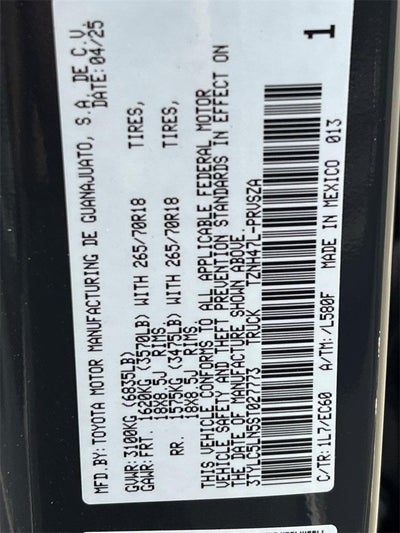 MFD.BY: TOYOTA MOTOR MANUFACTURING DE GUANAJUATO, S.A. DE C.V.
DATE: 04/25
GVWR: 3100KG (6835LB)
GAWR: FRT. 1620KG (3570LB) WITH 265/70R18 TIRES,
18X8.5J RIMS
RR. 1575KG (3475LB) WITH 265/70R18 TIRES,
18X8.5J RIMS
THIS VEHICLE CONFORMS TO ALL APPLICABLE FEDERAL MOTOR
VEHICLE SAFETY AND THEFT PREVENTION STANDARDS IN EFFECT ON
THE DATE OF MANUFACTURE SHOWN ABOVE.
3TYLC5LN5ST027773 TRUCK TZNH47L-PRVSZA
C/TR: 1L7/EC60 A/TM: /L580F MADE IN MEXICO 013
1